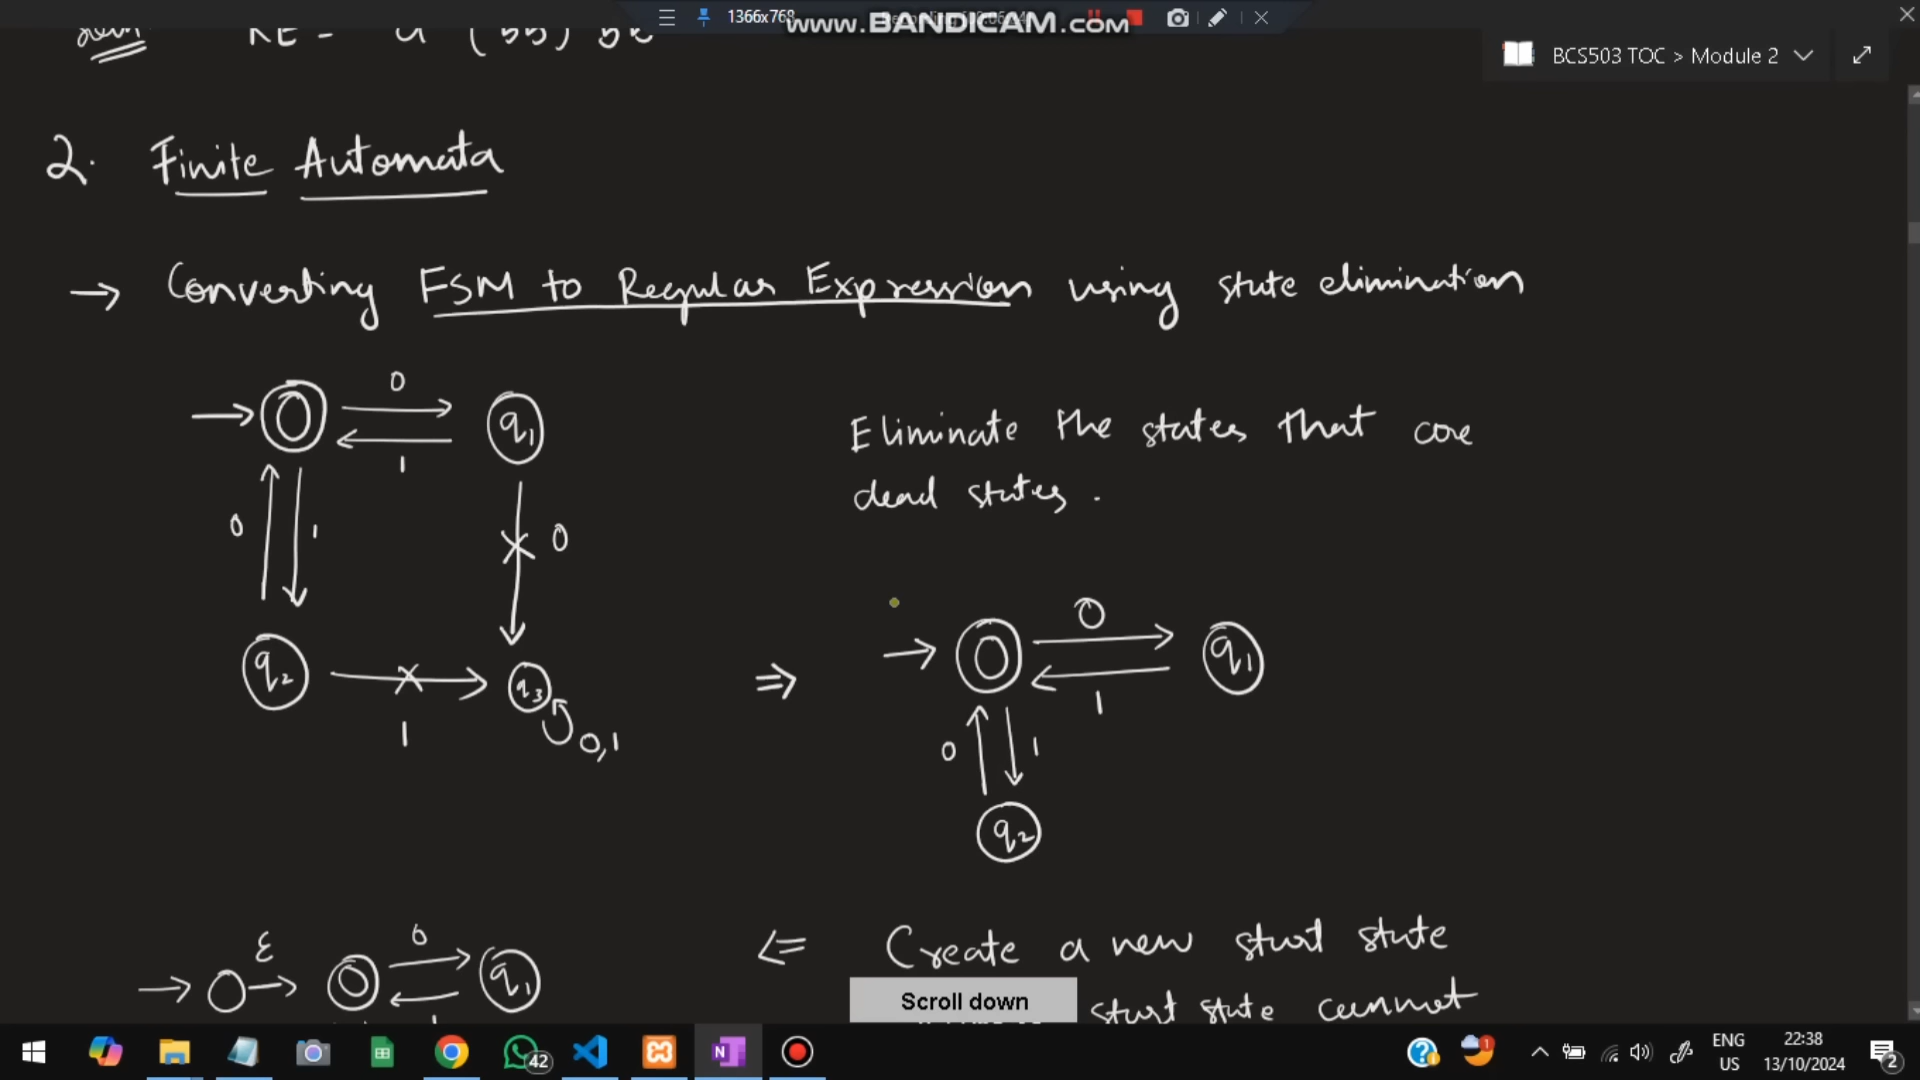 1366x768
www.BANDICAM.com
BCS503 TOC > Module 2
RE =
2. Finite Automata
→ Converting FSM to Regular Expression using state elimination
0
q1
1
Eliminate the states that are
dead states.
0
1
0
q2
1
q3
0,1
⇒
0
q1
1
0
1
q2
⇐ Create a new start state
ε
0
q1
start state cannot
Scroll down
42
ENG
US
22:38
13/10/2024
2